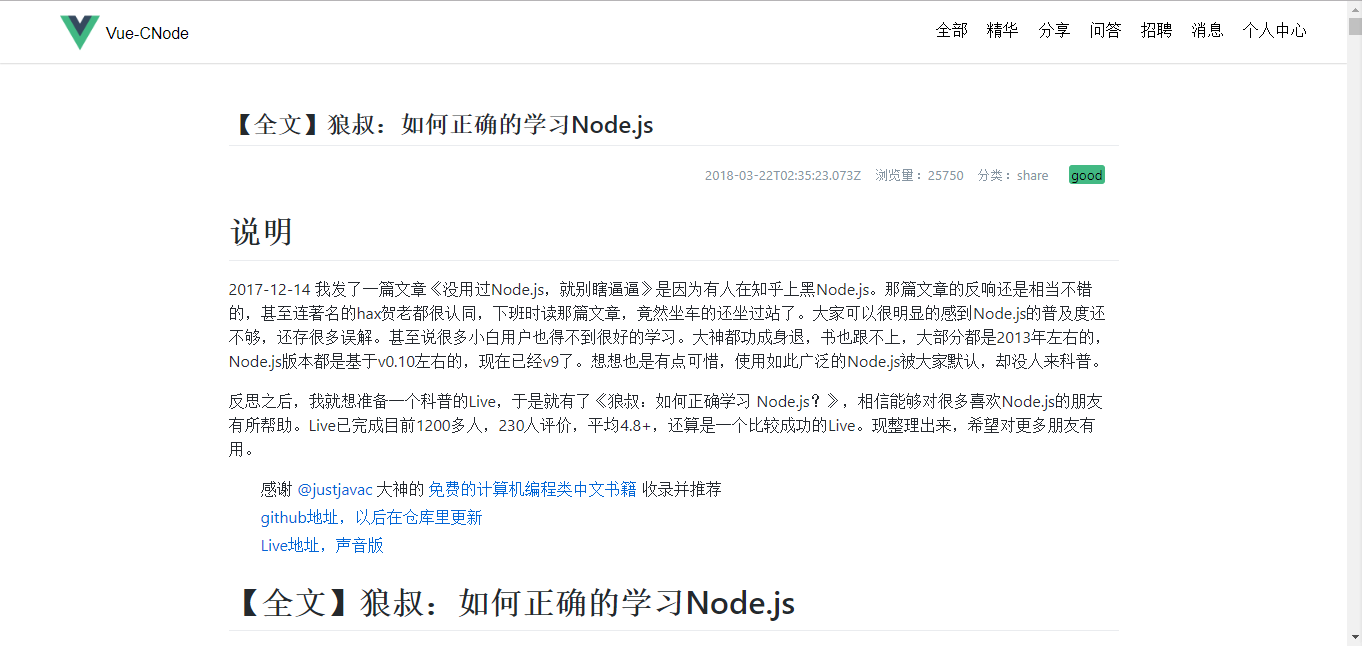 Vue-CNode 全部 精华 分享 问答 招聘 消息 个人中心
【全文】狼叔：如何正确的学习Node.js
2018-03-22T02:35:23.073Z 浏览量：25750 分类：share good
说明
2017-12-14 我发了一篇文章《没用过Node.js，就别瞎逼逼》是因为有人在知乎上黑Node.js。那篇文章的反响还是相当不错
的，甚至连著名的hax贺老都很认同，下班时读那篇文章，竟然坐车的还坐过站了。大家可以很明显的感到Node.js的普及度还
不够，还存很多误解。甚至说很多小白用户也得不到很好的学习。大神都功成身退，书也跟不上，大部分都是2013年左右的，
Node.js版本都是基于v0.10左右的，现在已经v9了。想想也是有点可惜，使用如此广泛的Node.js被大家默认，却没人来科普。
反思之后，我就想准备一个科普的Live，于是就有了《狼叔：如何正确学习 Node.js？》，相信能够对很多喜欢Node.js的朋友
有所帮助。Live已完成目前1200多人，230人评价，平均4.8+，还算是一个比较成功的Live。现整理出来，希望对更多朋友有
用。
感谢 @justjavac 大神的 免费的计算机编程类中文书籍 收录并推荐
github地址，以后在仓库里更新
Live地址，声音版
【全文】狼叔：如何正确的学习Node.js